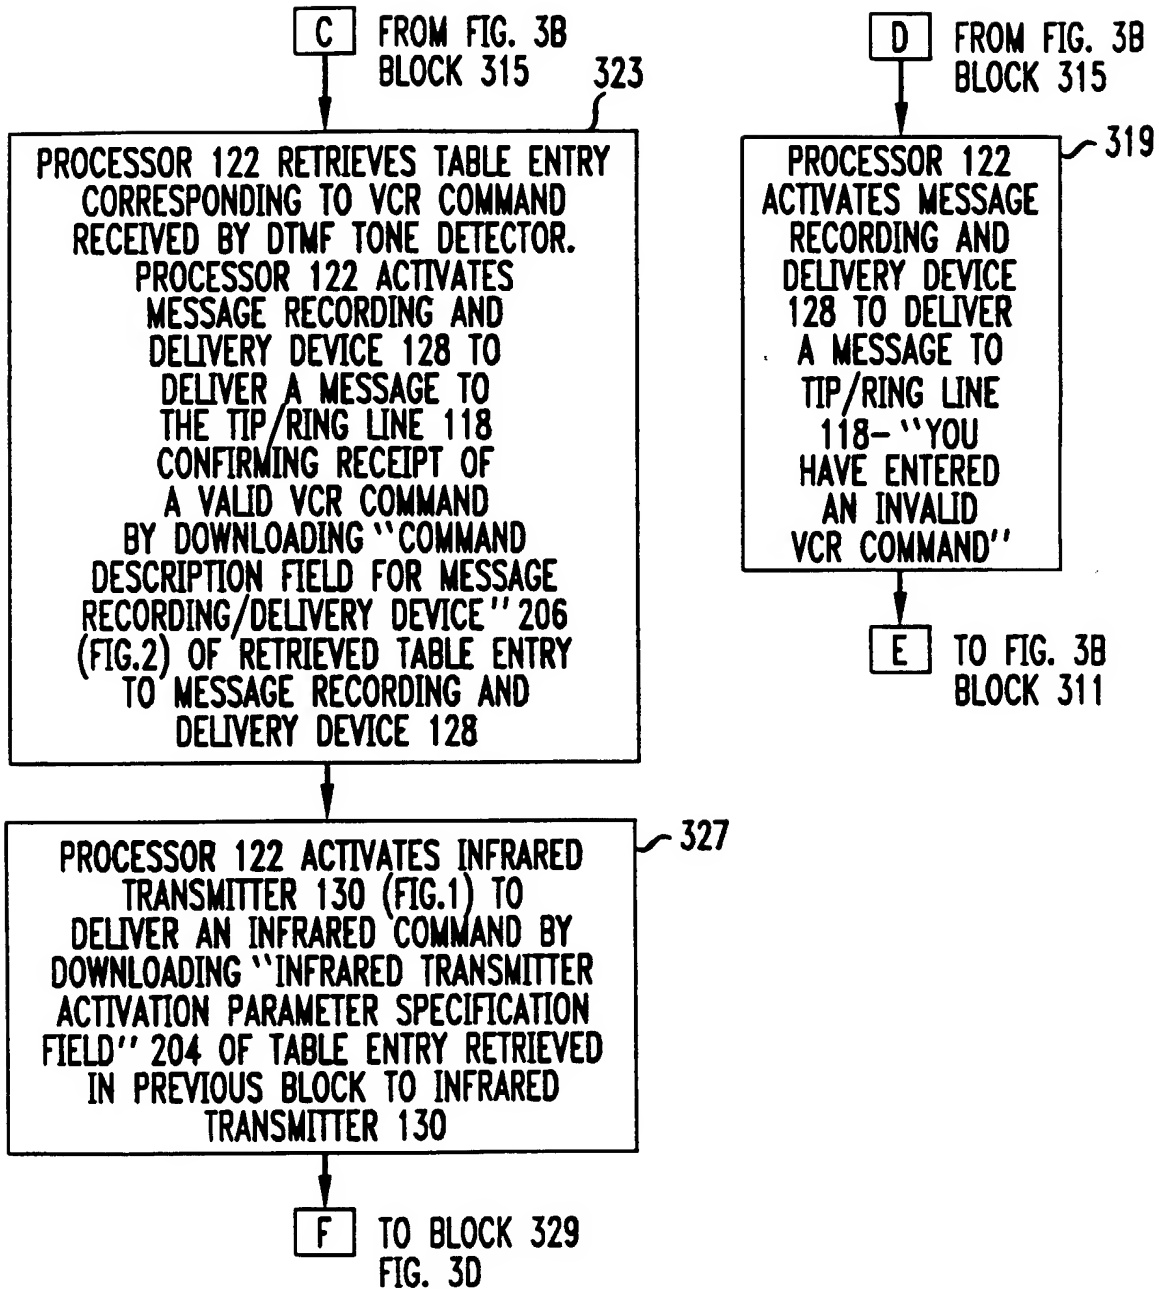 C FROM FIG. 3B
BLOCK 315
323
PROCESSOR 122 RETRIEVES TABLE ENTRY
CORRESPONDING TO VCR COMMAND
RECEIVED BY DTMF TONE DETECTOR.
PROCESSOR 122 ACTIVATES
MESSAGE RECORDING AND
DELIVERY DEVICE 128 TO
DELIVER A MESSAGE TO
THE TIP/RING LINE 118
CONFIRMING RECEIPT OF
A VALID VCR COMMAND
BY DOWNLOADING "COMMAND
DESCRIPTION FIELD FOR MESSAGE
RECORDING/DELIVERY DEVICE" 206
(FIG.2) OF RETRIEVED TABLE ENTRY
TO MESSAGE RECORDING AND
DELIVERY DEVICE 128
327
PROCESSOR 122 ACTIVATES INFRARED
TRANSMITTER 130 (FIG.1) TO
DELIVER AN INFRARED COMMAND BY
DOWNLOADING "INFRARED TRANSMITTER
ACTIVATION PARAMETER SPECIFICATION
FIELD" 204 OF TABLE ENTRY RETRIEVED
IN PREVIOUS BLOCK TO INFRARED
TRANSMITTER 130
F TO BLOCK 329
FIG. 3D
D FROM FIG. 3B
BLOCK 315
319
PROCESSOR 122
ACTIVATES MESSAGE
RECORDING AND
DELIVERY DEVICE
128 TO DELIVER
A MESSAGE TO
TIP/RING LINE
118- "YOU
HAVE ENTERED
AN INVALID
VCR COMMAND"
E TO FIG. 3B
BLOCK 311